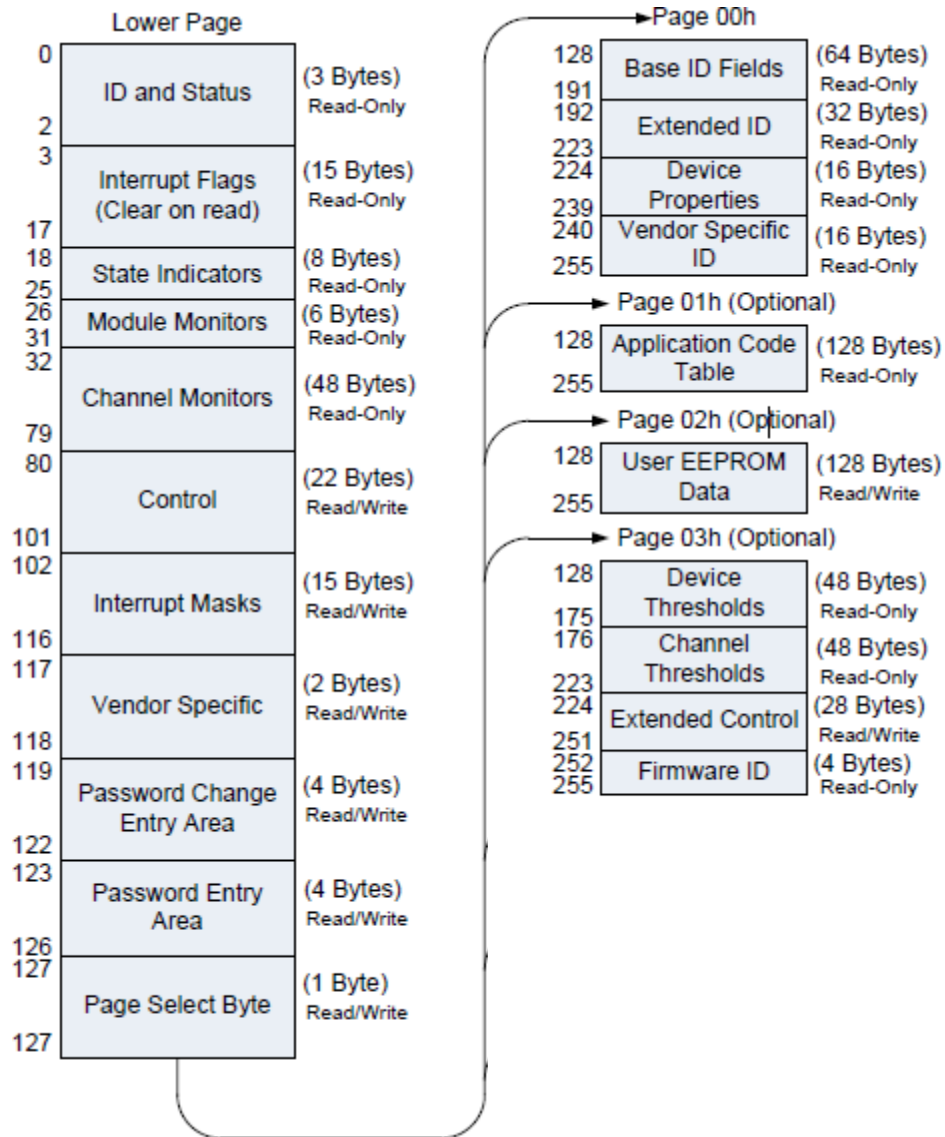 Lower Page
0
ID and Status
(3 Bytes)
Read-Only
2
3
Interrupt Flags
(Clear on read)
(15 Bytes)
Read-Only
17
18
State Indicators
(8 Bytes)
Read-Only
25
26
Module Monitors
(6 Bytes)
Read-Only
31
32
Channel Monitors
(48 Bytes)
Read-Only
79
80
Control
(22 Bytes)
Read/Write
101
102
Interrupt Masks
(15 Bytes)
Read/Write
116
117
Vendor Specific
(2 Bytes)
Read/Write
118
119
Password Change
Entry Area
(4 Bytes)
Read/Write
122
123
Password Entry
Area
(4 Bytes)
Read/Write
126
127
Page Select Byte
(1 Byte)
Read/Write
127
Page 00h
128
Base ID Fields
(64 Bytes)
Read-Only
191
192
Extended ID
(32 Bytes)
Read-Only
223
224
Device
Properties
(16 Bytes)
Read-Only
239
240
Vendor Specific
ID
(16 Bytes)
Read-Only
255
Page 01h (Optional)
128
Application Code
Table
(128 Bytes)
Read-Only
255
Page 02h (Optional)
128
User EEPROM
Data
(128 Bytes)
Read/Write
255
Page 03h (Optional)
128
Device
Thresholds
(48 Bytes)
Read-Only
175
176
Channel
Thresholds
(48 Bytes)
Read-Only
223
224
Extended Control
(28 Bytes)
Read/Write
251
252
Firmware ID
(4 Bytes)
Read-Only
255